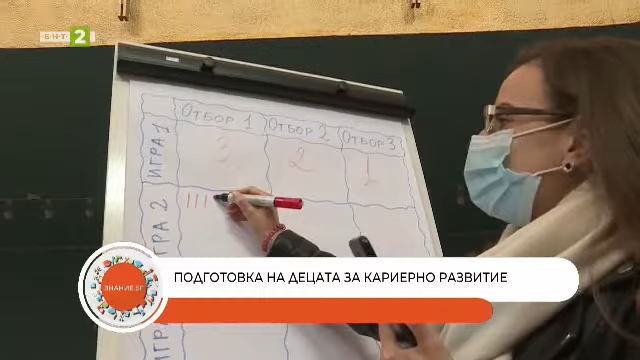 БНТ 2
ОТБОР 1
ОТБОР 2
ОТБОР 3
ИГРА 1
3
2
1
ИГРА 2
III
ИГРА
ПОДГОТОВКА НА ДЕЦАТА ЗА КАРИЕРНО РАЗВИТИЕ
ЗНАНИЕ.БГ